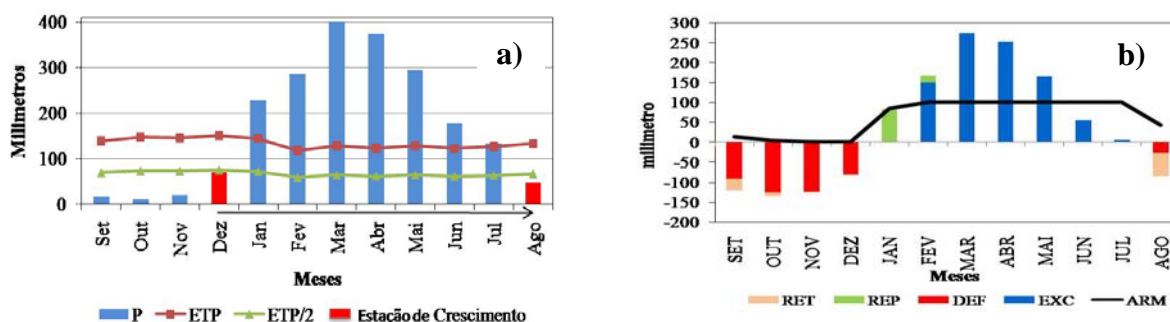 a)
Milímetros
400
300
200
100
0
Set Out Nov Dez Jan Fev Mar Abr Mai Jun Jul Ago
Meses
P ETP ETP/2 Estação de Crescimento
b)
milímetro
300
250
200
150
100
50
0
-50
-100
-150
-200
SET OUT NOV DEZ JAN FEV MAR ABR MAI JUN JUL AGO
Meses
RET REP DEF EXC ARM